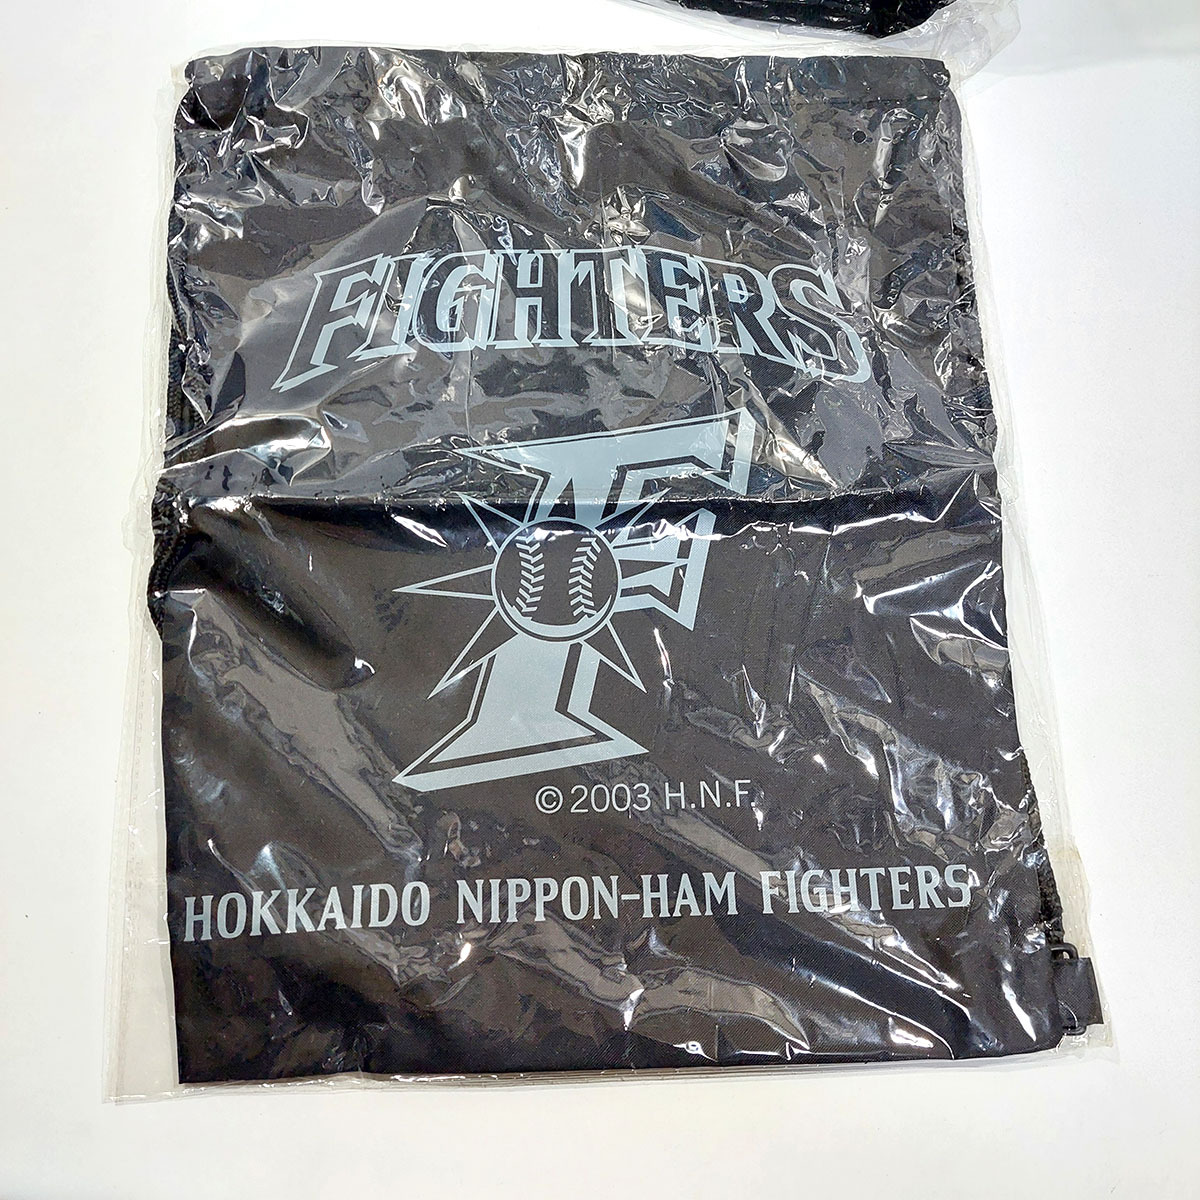 FIGHTERS
F
© 2003 H.N.F.
HOKKAIDO NIPPON-HAM FIGHTERS